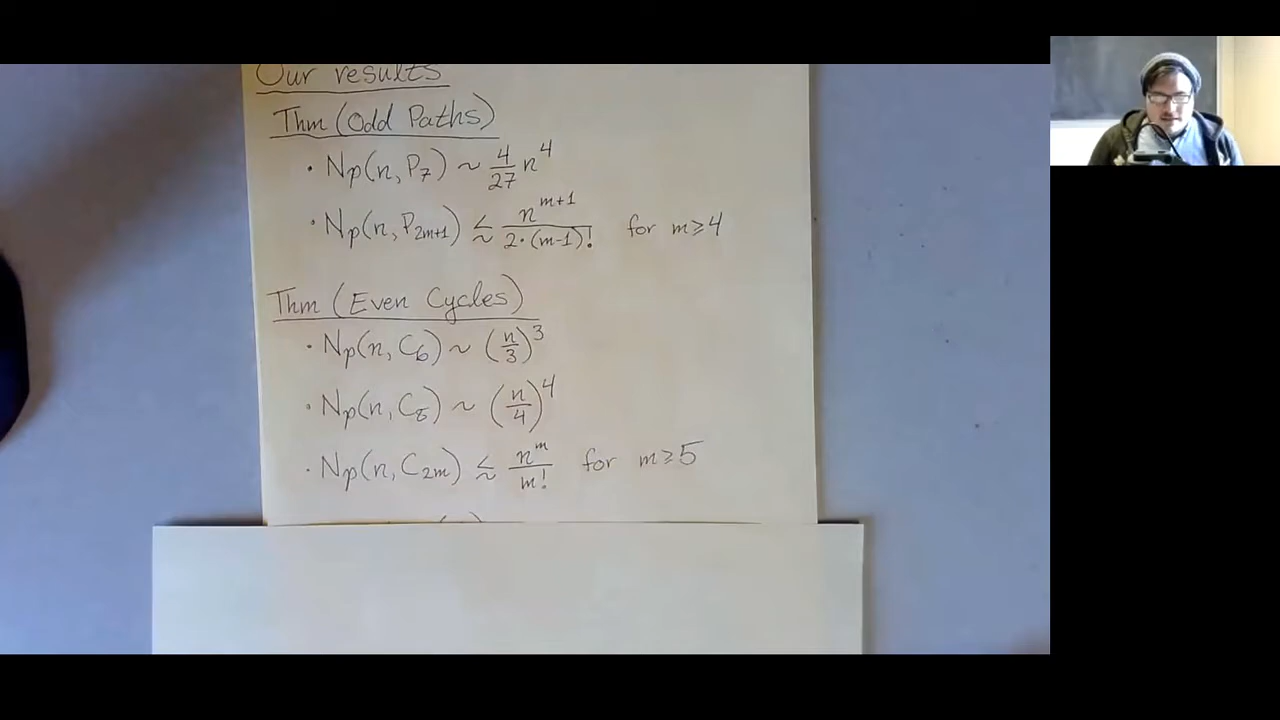 Our results
Thm (Odd Paths)
· Np(n, P₇) ~ 4/27 n⁴
· Np(n, P₂ₘ₊₁) ≲ n^(m+1) / (2·(m-1)!) for m≥4
Thm (Even Cycles)
· Np(n, C₆) ~ (n/3)³
· Np(n, C₈) ~ (n/4)⁴
· Np(n, C₂ₘ) ≲ n^m / m! for m≥5